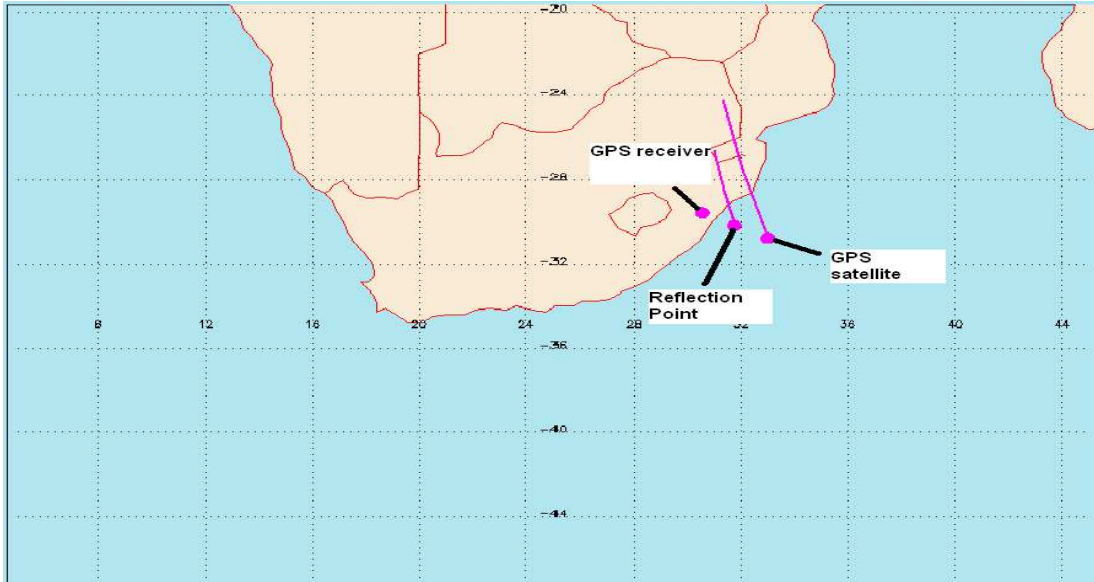 -20
-24
GPS receiver
-28
-32
GPS
satellite
Reflection
Point
8 12 16 20 24 28 32 36 40 44
-36
-40
-44